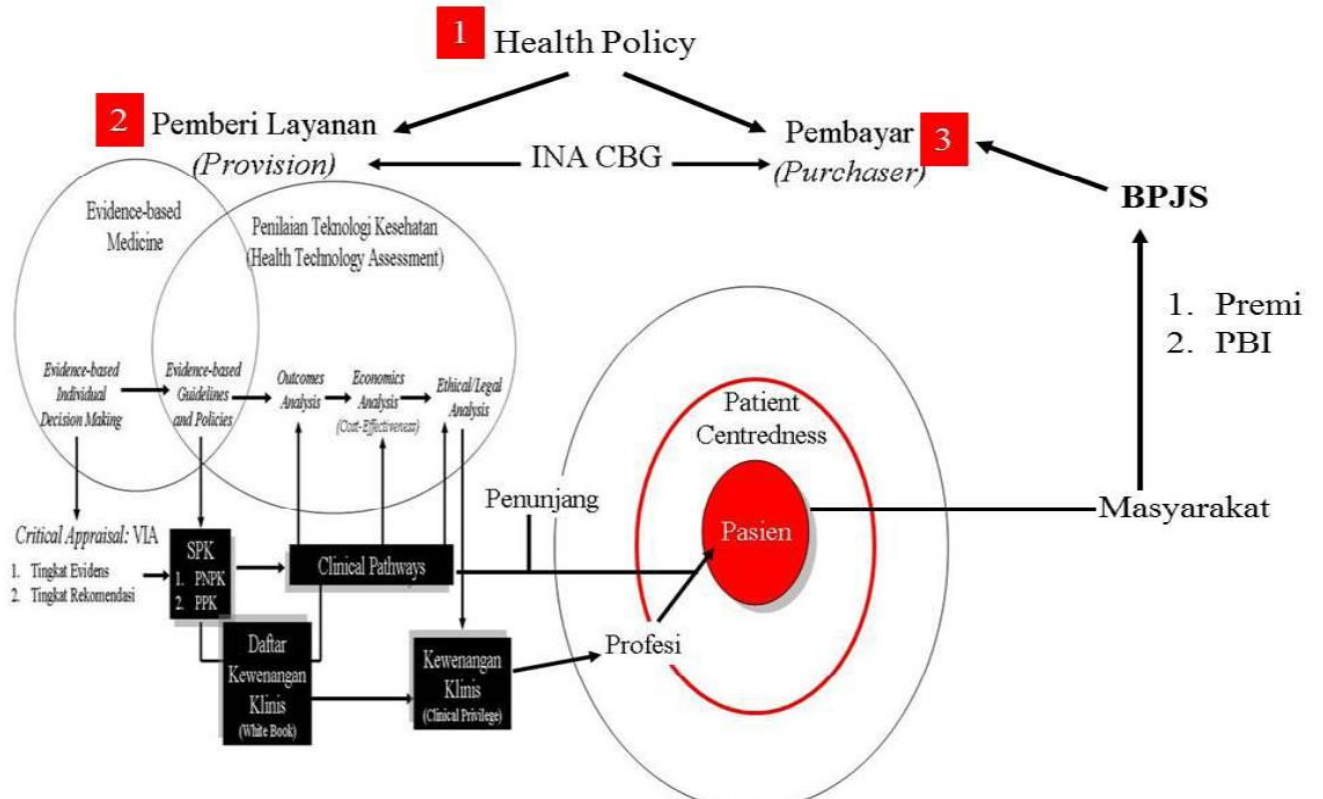 1 Health Policy
2 Pemberi Layanan
(Provision)
INA CBG
Pembayar 3
(Purchaser)
BPJS
1. Premi
2. PBI
Masyarakat
Evidence-based
Medicine
Penilaian Teknologi Kesehatan
(Health Technology Assessment)
Evidence-based
Individual
Decision Making
Evidence-based
Guidelines
and Policies
Outcomes
Analysis
Economics
Analysis
(Cost-Effectiveness)
Ethical/Legal
Analysis
Critical Appraisal: VIA
1. Tingkat Evidens
2. Tingkat Rekomendasi
SPK
1. PNPK
2. PPK
Clinical Pathways
Penunjang
Daftar
Kewenangan
Klinis
(White Book)
Kewenangan
Klinis
(Clinical Privilege)
Profesi
Patient
Centredness
Pasien